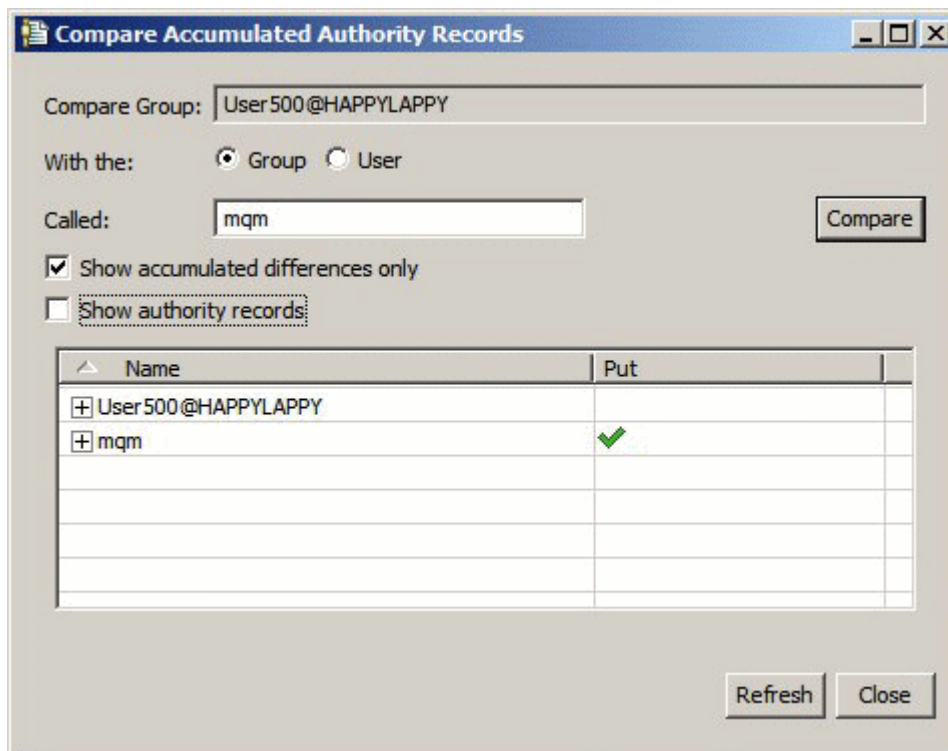 Compare Accumulated Authority Records
Compare Group: User500@HAPPYLAPPY
With the: Group User
Called: mqm Compare
Show accumulated differences only
Show authority records
Name Put
User500@HAPPYLAPPY
mqm
Refresh Close